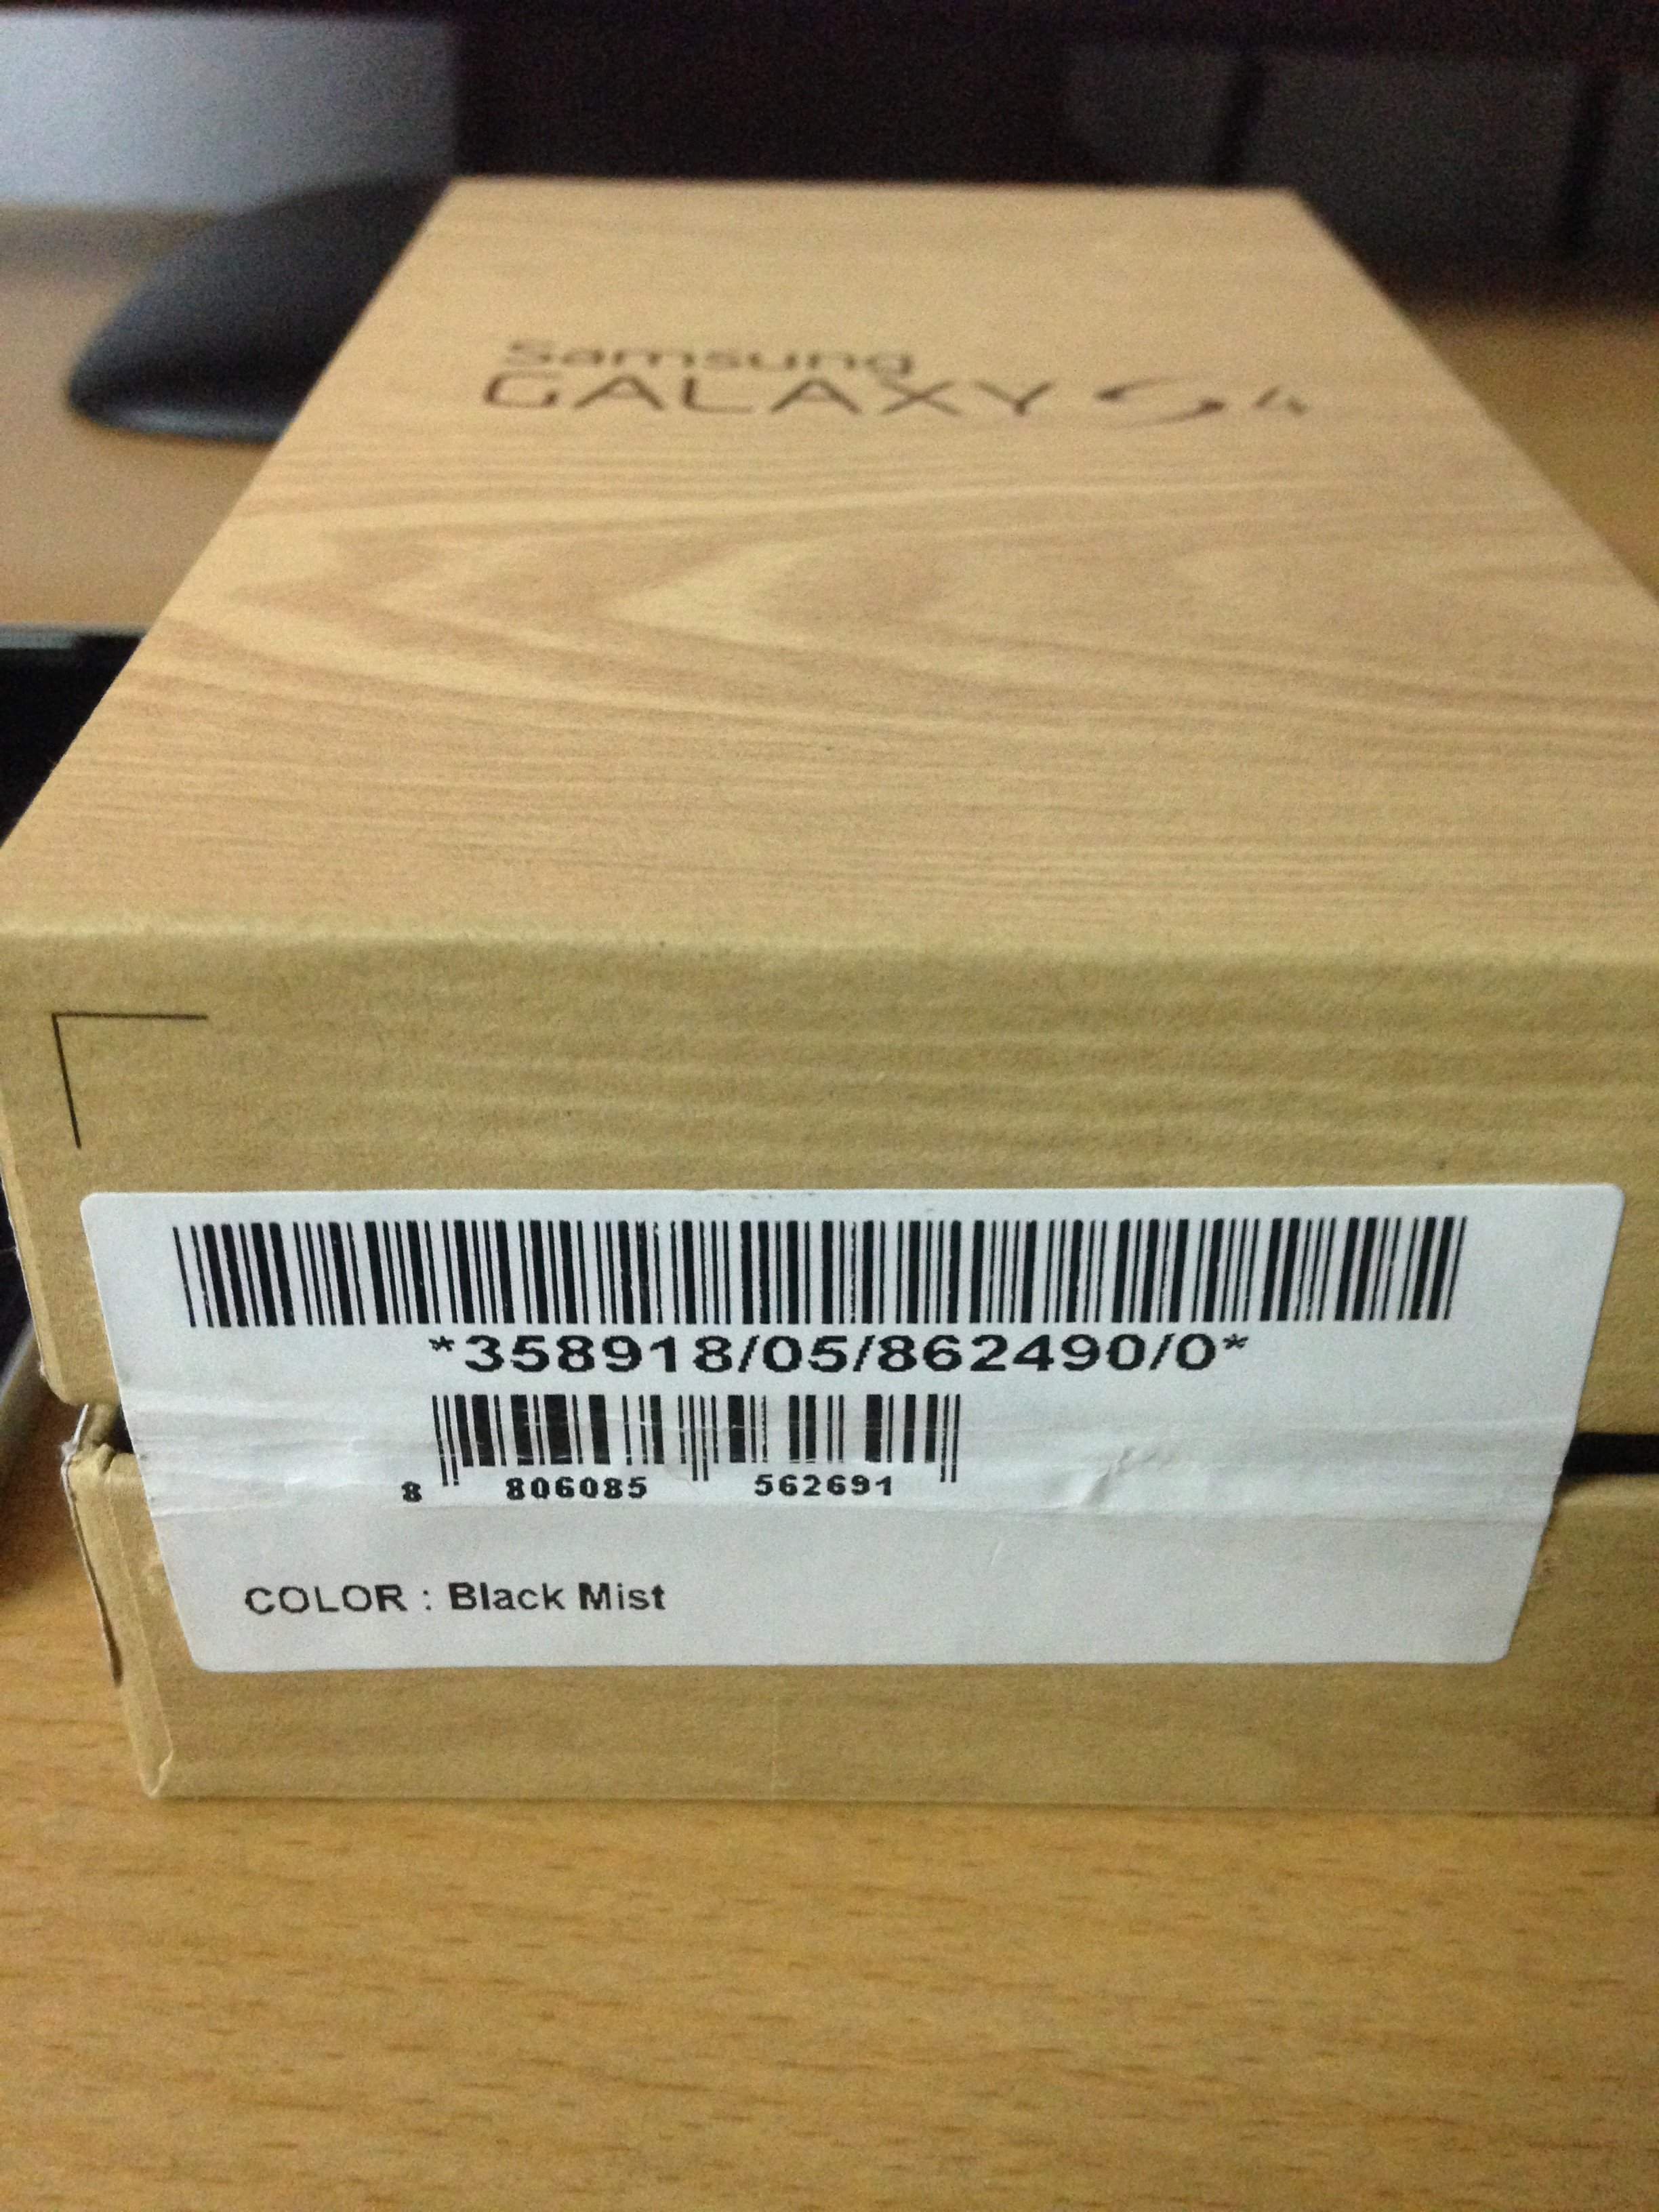 Samsung
GALAXY S4
*358918/05/862490/0*
8 806085 562691
COLOR : Black Mist